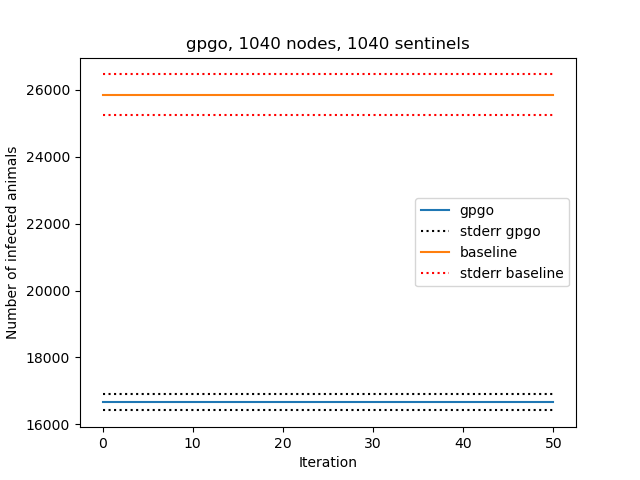 gpgo, 1040 nodes, 1040 sentinels
26000
24000
22000
20000
18000
16000
Number of infected animals
gpgo
stderr gpgo
baseline
stderr baseline
0 10 20 30 40 50
Iteration